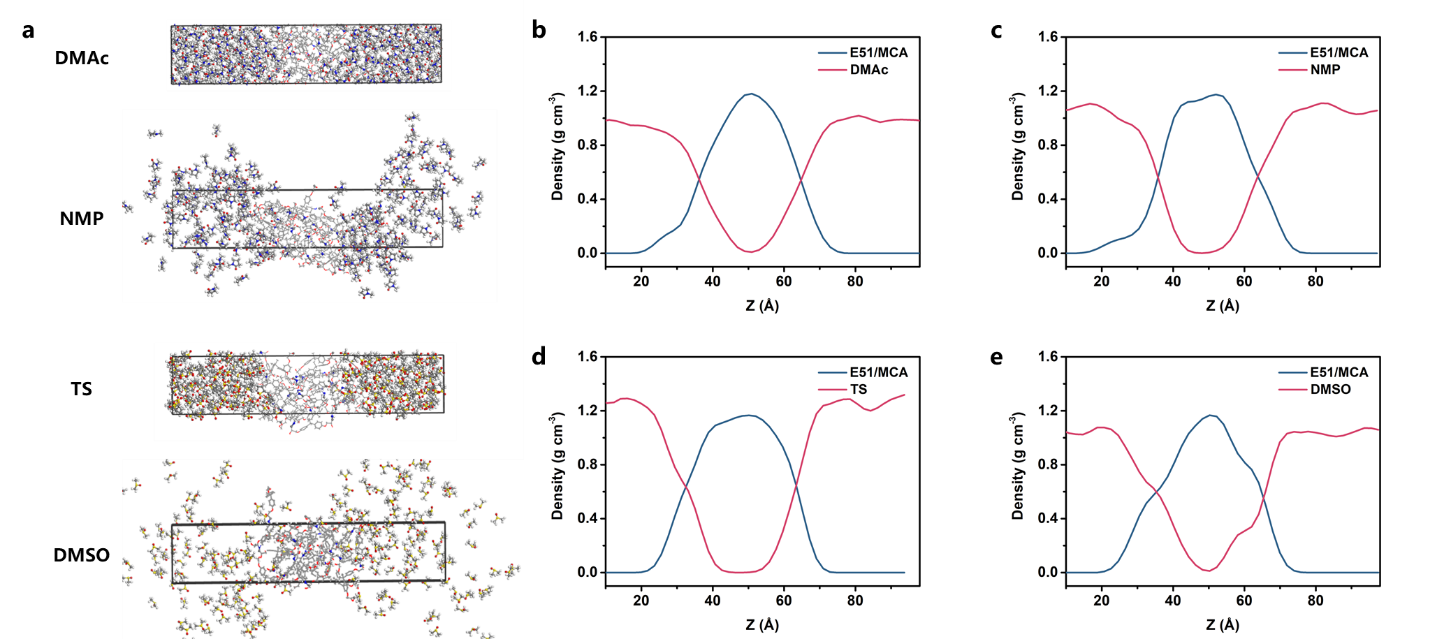 a
DMAc
NMP
TS
DMSO
b
E51/MCA
DMAc
Density (g cm⁻³)
1.6
1.2
0.8
0.4
0.0
20 40 60 80
Z (Å)
c
E51/MCA
NMP
Density (g cm⁻³)
1.6
1.2
0.8
0.4
0.0
20 40 60 80
Z (Å)
d
E51/MCA
TS
Density (g cm⁻³)
1.6
1.2
0.8
0.4
0.0
20 40 60 80
Z (Å)
e
E51/MCA
DMSO
Density (g cm⁻³)
1.6
1.2
0.8
0.4
0.0
20 40 60 80
Z (Å)